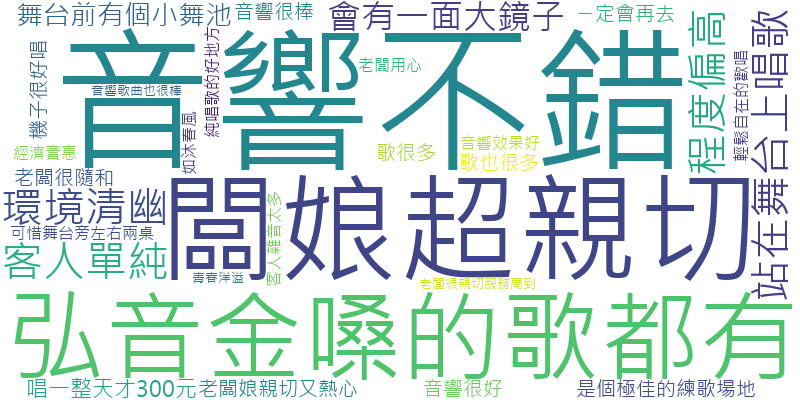 舞台前有個小舞池
音響很棒
會有一面大鏡子
一定會再去
音響不錯
機子很好唱
音響歌曲也很棒
老闆用心
純唱歌的好地方
如沐春風
程度偏高
輕鬆自在的歡唱
站在舞台上唱歌
經濟實惠
歌很多
音響效果好
歌也很多
老闆很隨和
環境清幽
闆娘超親切
可惜舞台旁左右兩桌
客人單純
青春洋溢
客人雜音太多
老闆很親切服務周到
弘音金嗓的歌都有
唱一整天才300元
老闆娘親切又熱心
音響很好
是個極佳的練歌場地